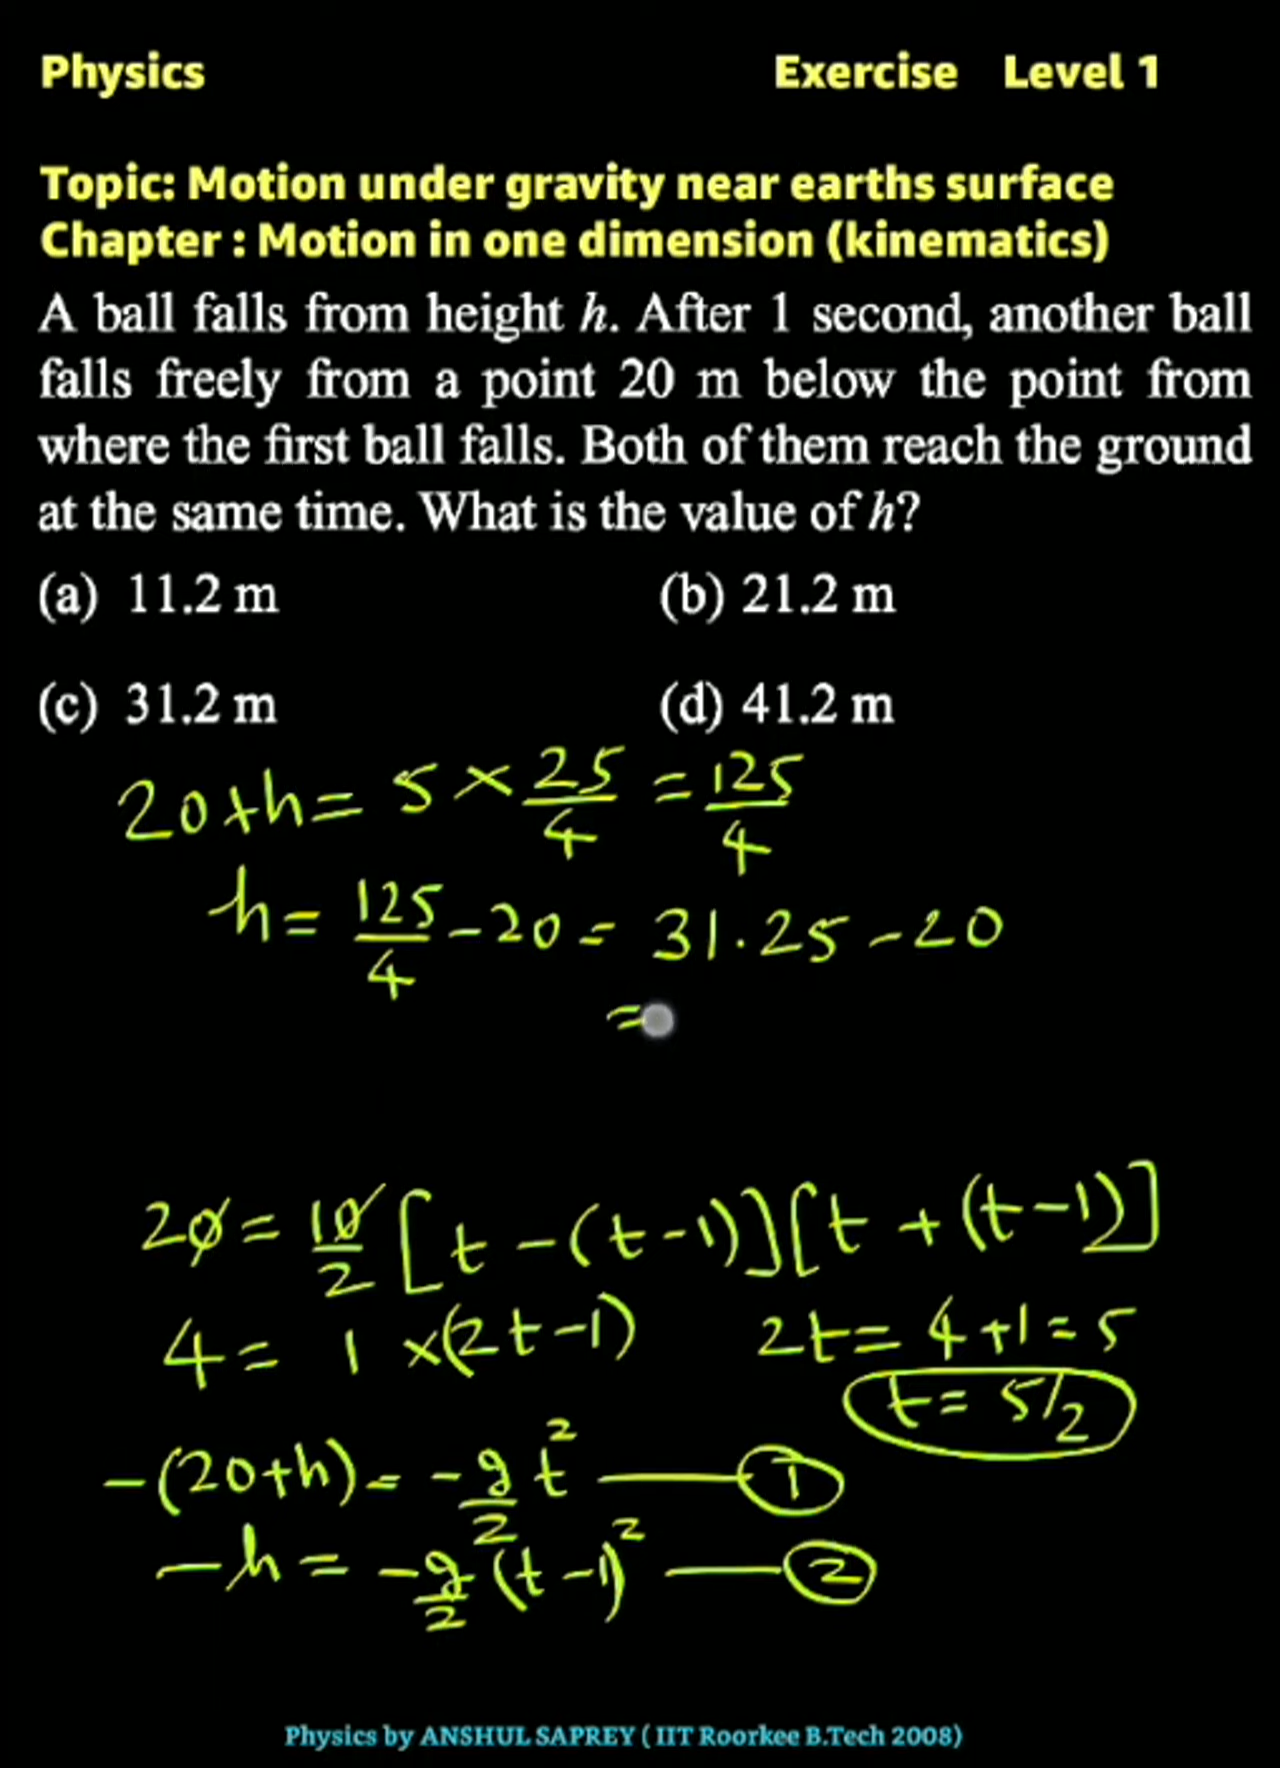 Physics Exercise Level 1
Topic: Motion under gravity near earths surface
Chapter : Motion in one dimension (kinematics)
A ball falls from height h. After 1 second, another ball
falls freely from a point 20 m below the point from
where the first ball falls. Both of them reach the ground
at the same time. What is the value of h?
(a) 11.2 m (b) 21.2 m
(c) 31.2 m (d) 41.2 m
20+h = 5 × 25/4 = 125/4
h = 125/4 - 20 = 31.25 - 20
=
20 = 10/2 [t - (t-1)][t + (t-1)]
4 = 1 × (2t-1) 2t = 4+1 = 5
t = 5/2
-(20+h) = -g/2 t² — 1
-h = -g/2 (t-1)² — 2
Physics by ANSHUL SAPREY ( IIT Roorkee B.Tech 2008)